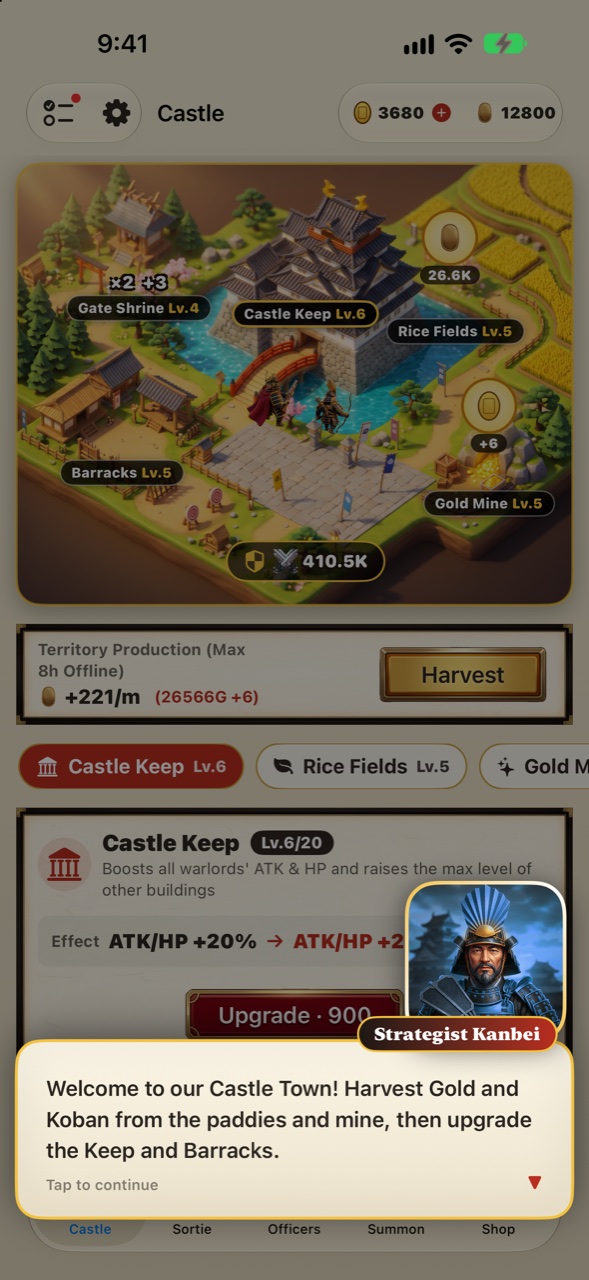 9:41
Castle
3680
12800
26.6K
×2 +3
Gate Shrine Lv.4
Castle Keep Lv.6
Rice Fields Lv.5
+6
Barracks Lv.5
Gold Mine Lv.5
410.5K
Territory Production (Max
8h Offline)
+221/m (26566G +6)
Harvest
Castle Keep Lv.6
Rice Fields Lv.5
Gold M
Castle Keep Lv.6/20
Boosts all warlords' ATK & HP and raises the max level of
other buildings
Effect ATK/HP +20% → ATK/HP +2
Upgrade · 900
Strategist Kanbei
Welcome to our Castle Town! Harvest Gold and
Koban from the paddies and mine, then upgrade
the Keep and Barracks.
Tap to continue
Castle
Sortie
Officers
Summon
Shop